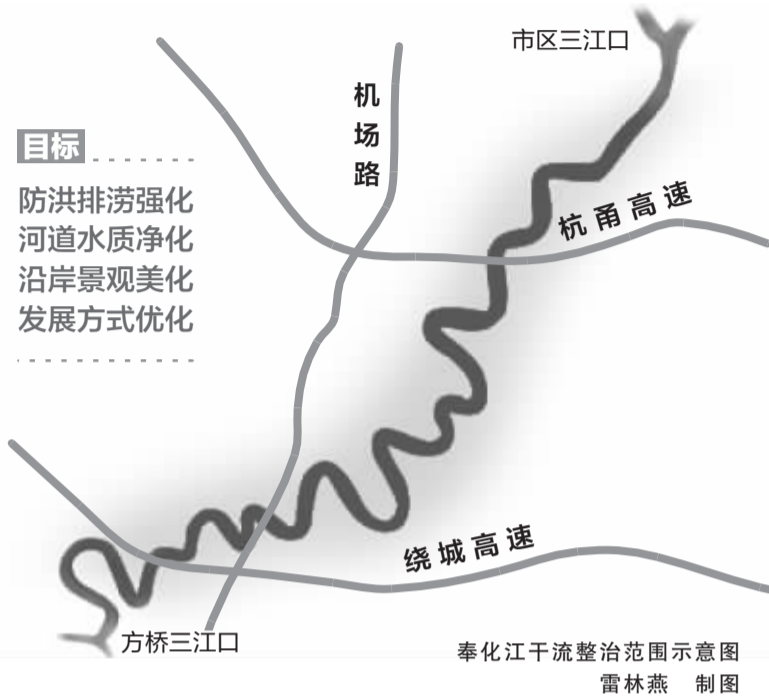 市区三江口
机场路
目标
防洪排涝强化
河道水质净化
沿岸景观美化
发展方式优化
杭甬高速
绕城高速
方桥三江口
奉化江干流整治范围示意图
雷林燕 制图